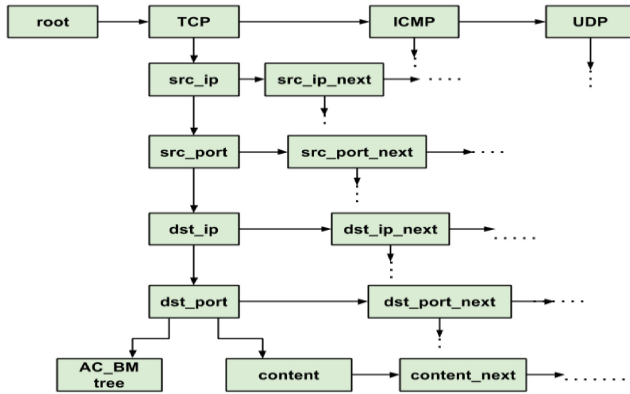 root
TCP
ICMP
UDP
src_ip
src_ip_next
src_port
src_port_next
dst_ip
dst_ip_next
dst_port
dst_port_next
AC_BM
tree
content
content_next